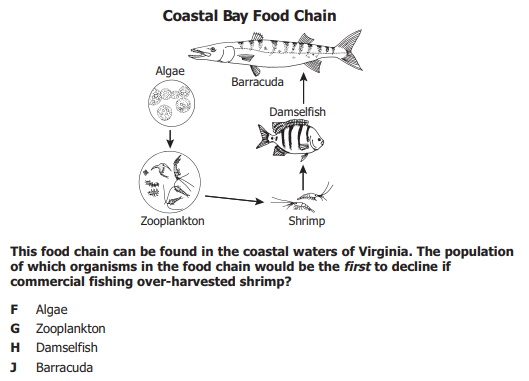 Coastal Bay Food Chain
Algae
Barracuda
Damselfish
Zooplankton
Shrimp
This food chain can be found in the coastal waters of Virginia. The population
of which organisms in the food chain would be the first to decline if
commercial fishing over-harvested shrimp?
F Algae
G Zooplankton
H Damselfish
J Barracuda